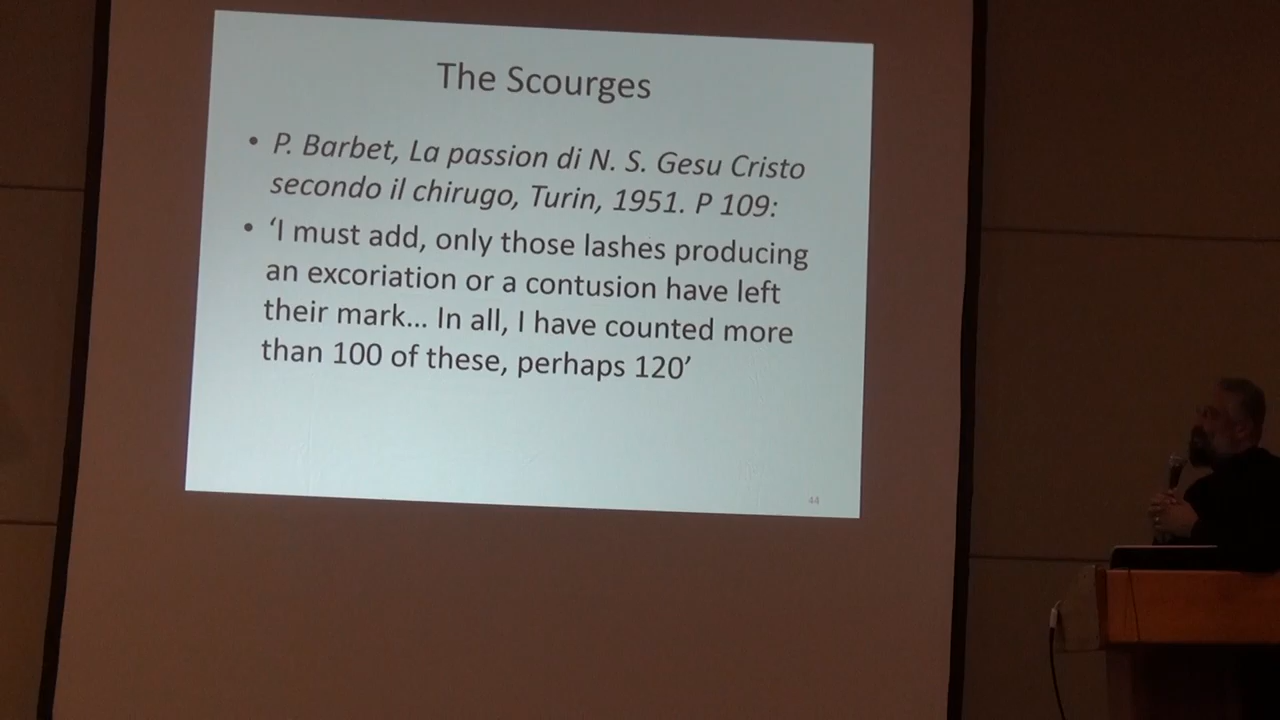 The Scourges
• P. Barbet, La passion di N. S. Gesu Cristo
secondo il chirugo, Turin, 1951. P 109:
• ‘I must add, only those lashes producing
an excoriation or a contusion have left
their mark... In all, I have counted more
than 100 of these, perhaps 120’
44